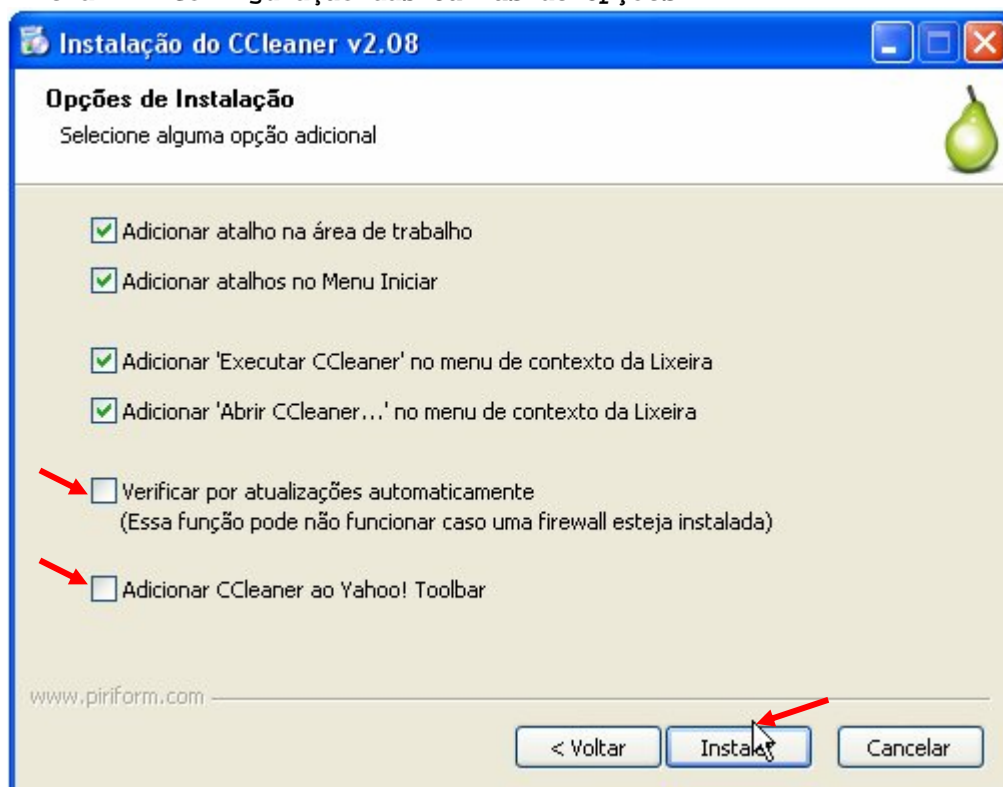 Instalação do CCleaner v2.08
Opções de Instalação
Selecione alguma opção adicional
Adicionar atalho na área de trabalho
Adicionar atalhos no Menu Iniciar
Adicionar 'Executar CCleaner' no menu de contexto da Lixeira
Adicionar 'Abrir CCleaner...' no menu de contexto da Lixeira
Verificar por atualizações automaticamente
(Essa função pode não funcionar caso uma firewall esteja instalada)
Adicionar CCleaner ao Yahoo! Toolbar
www.piriform.com
< Voltar Instalar Cancelar